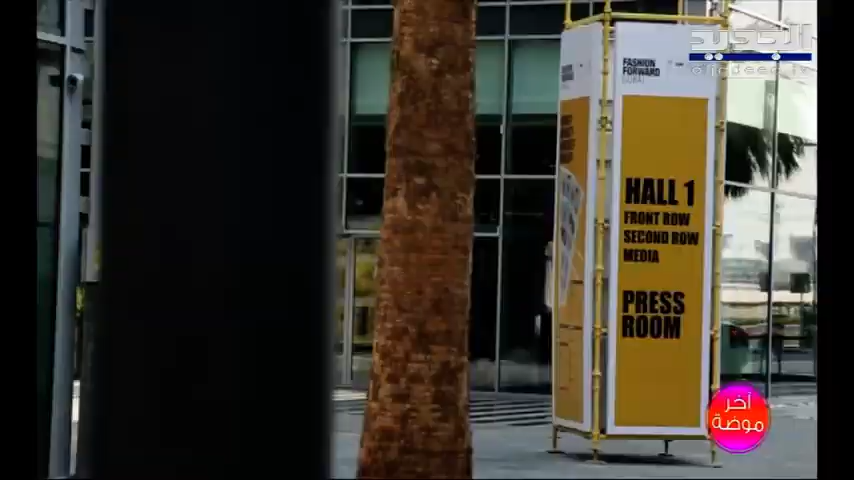 الجديد
aljadeed.tv
FASHION
FORWARD
DUBAI
HALL 1
FRONT ROW
SECOND ROW
MEDIA
PRESS
ROOM
آخر
موضة